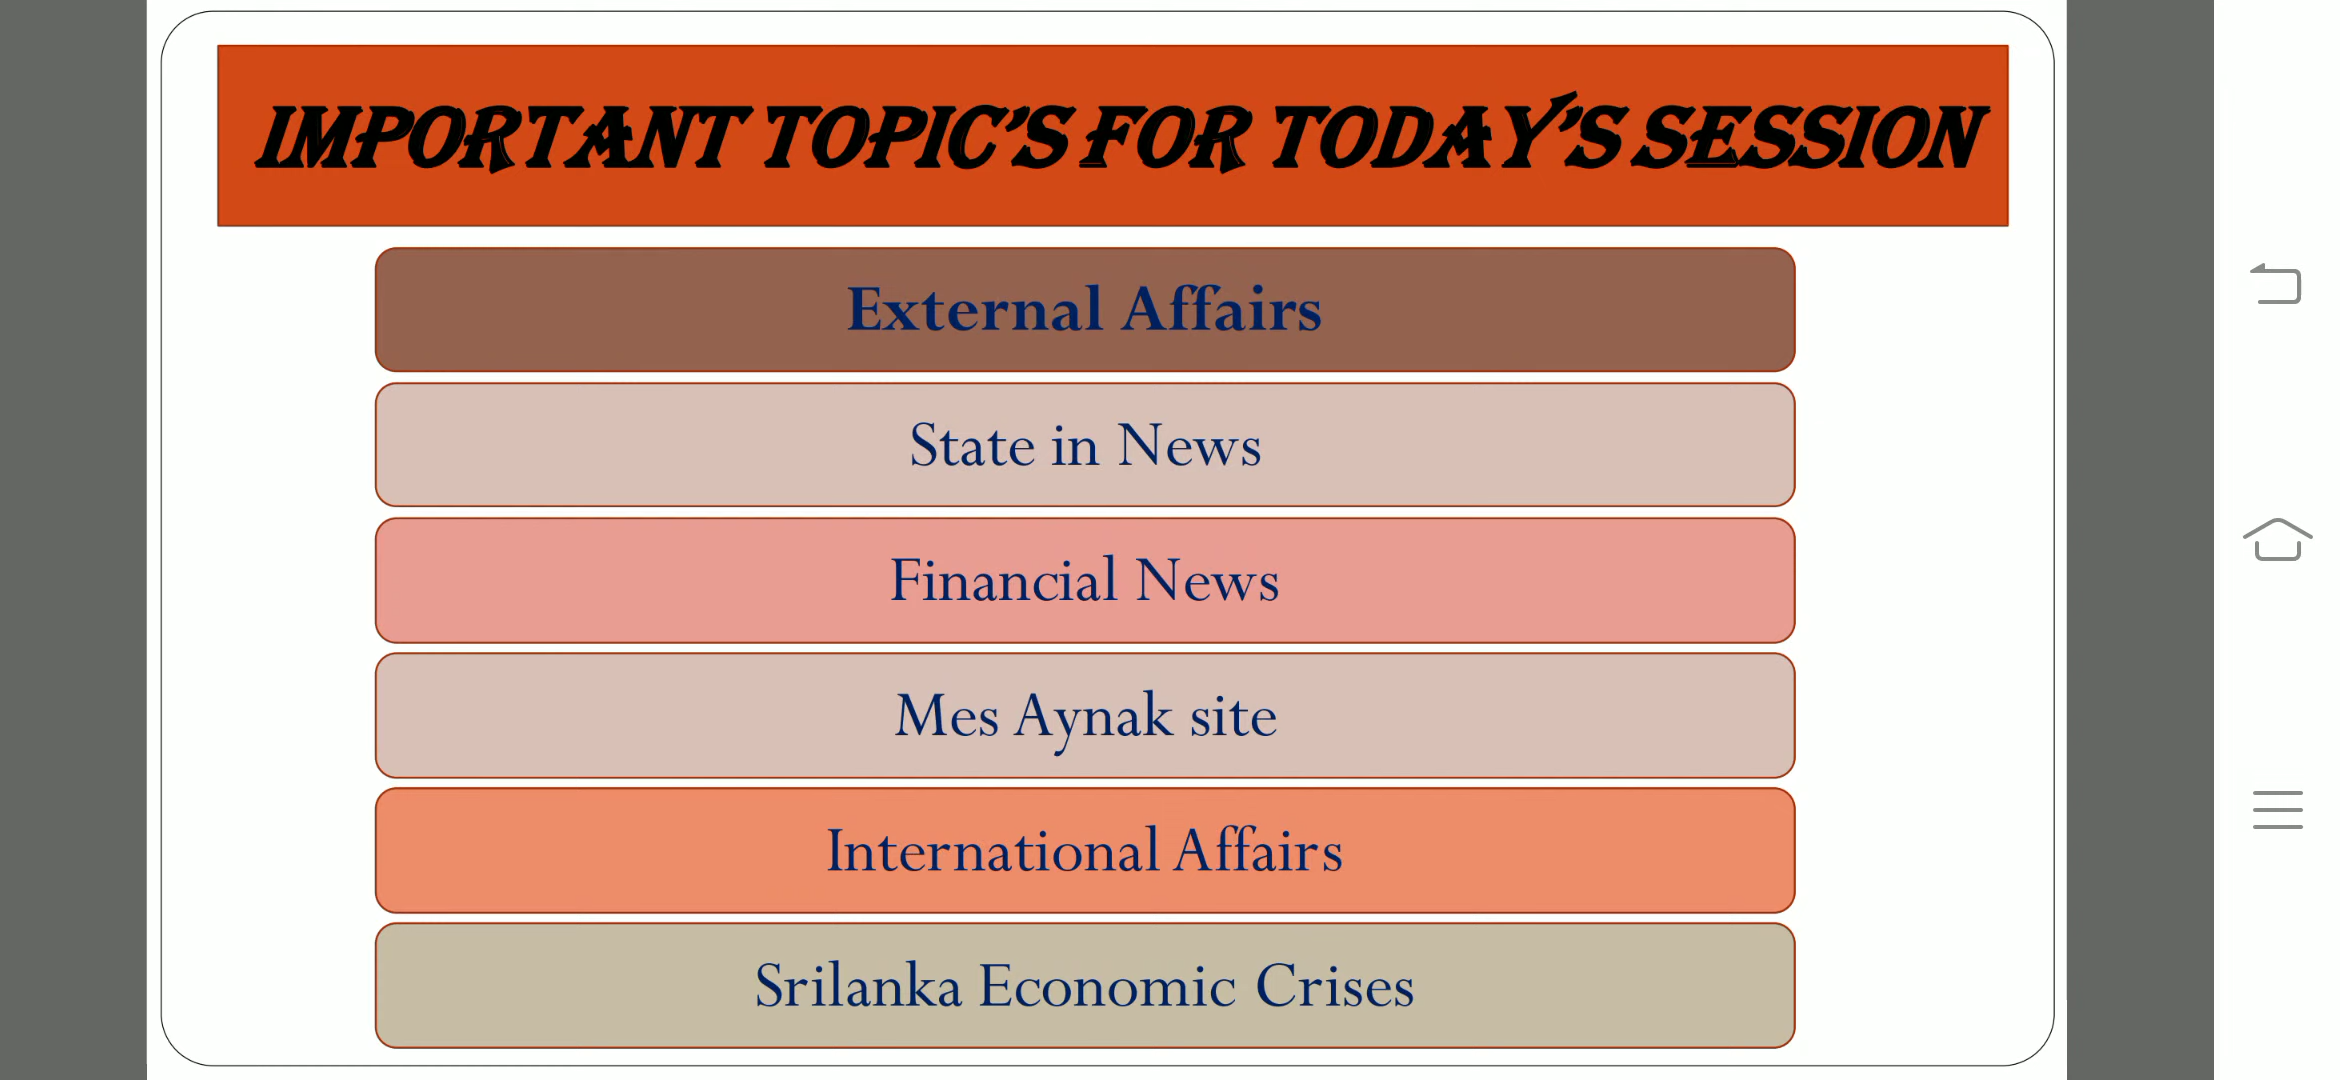 IMPORTANT TOPIC'S FOR TODAY'S SESSION
External Affairs
State in News
Financial News
Mes Aynak site
International Affairs
Srilanka Economic Crises